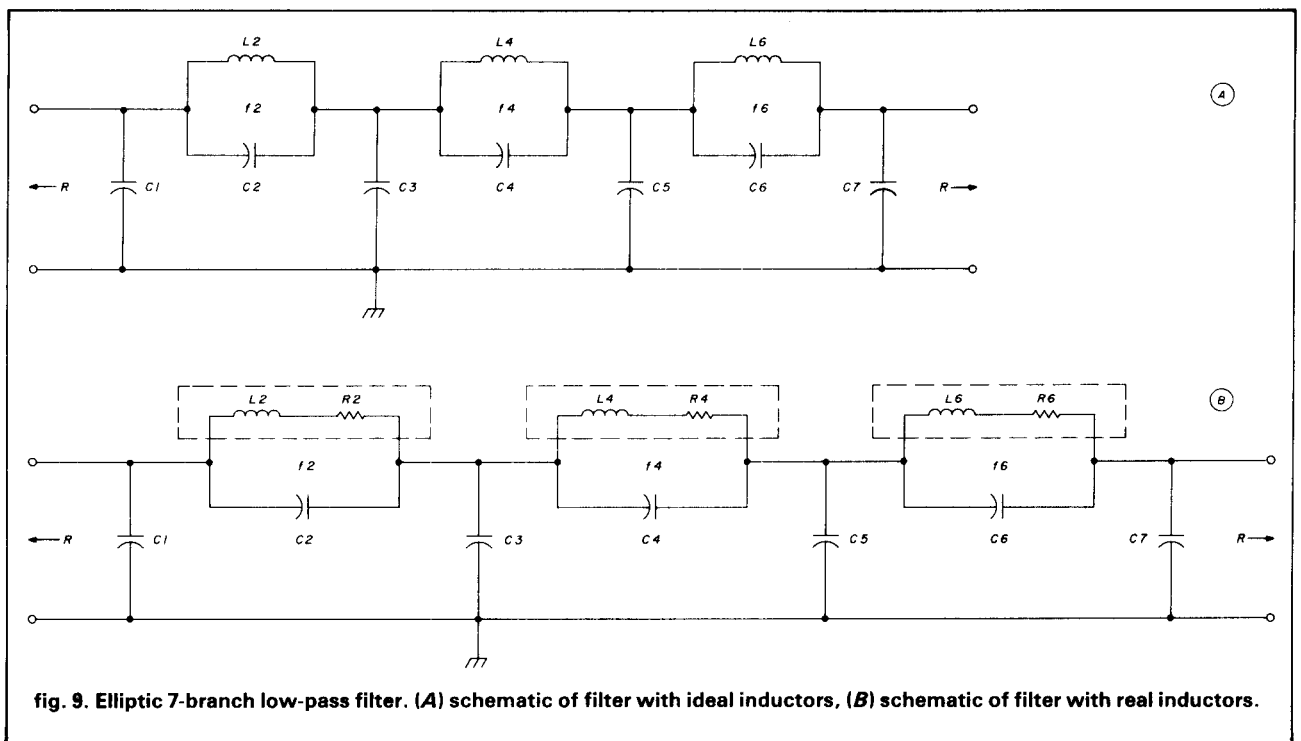 L2 L4 L6
f2 f4 f6
A
C2 C4 C6
R C1 C3 C5 C7 R
L2 R2 L4 R4 L6 R6
B
f2 f4 f6
C2 C4 C6
R C1 C3 C5 C7 R
fig. 9. Elliptic 7-branch low-pass filter. (A) schematic of filter with ideal inductors, (B) schematic of filter with real inductors.